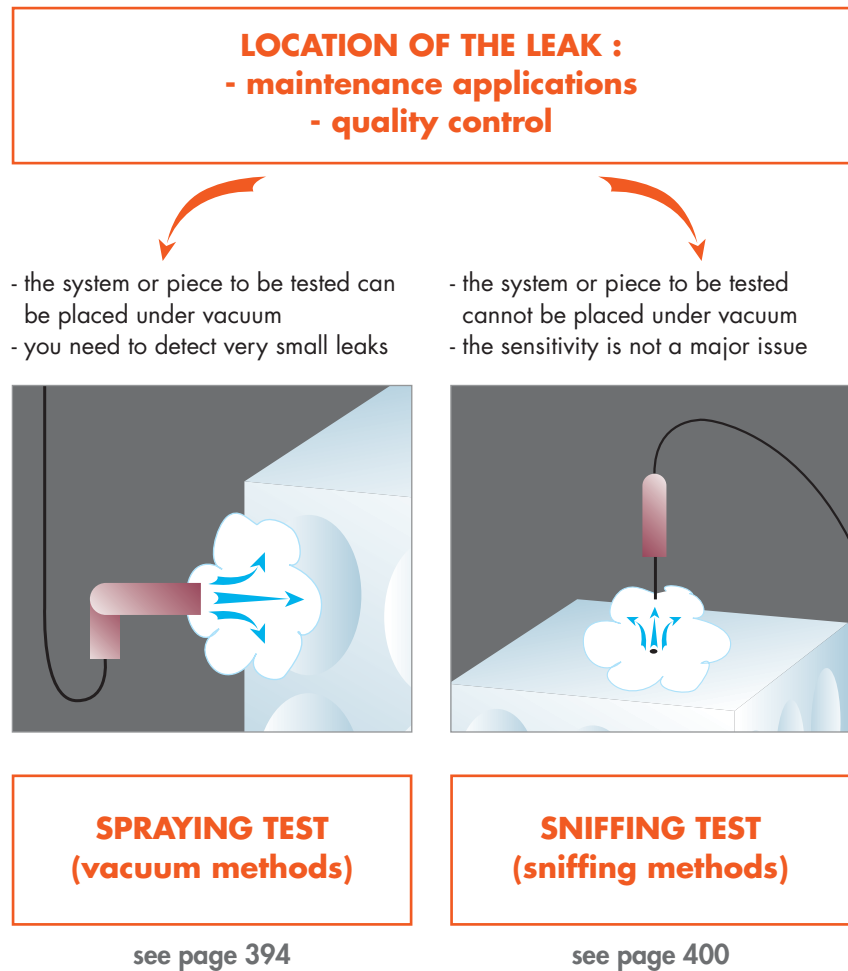 LOCATION OF THE LEAK :
- maintenance applications
- quality control
- the system or piece to be tested can
be placed under vacuum
- you need to detect very small leaks
- the system or piece to be tested
cannot be placed under vacuum
- the sensitivity is not a major issue
SPRAYING TEST
(vacuum methods)
see page 394
SNIFFING TEST
(sniffing methods)
see page 400